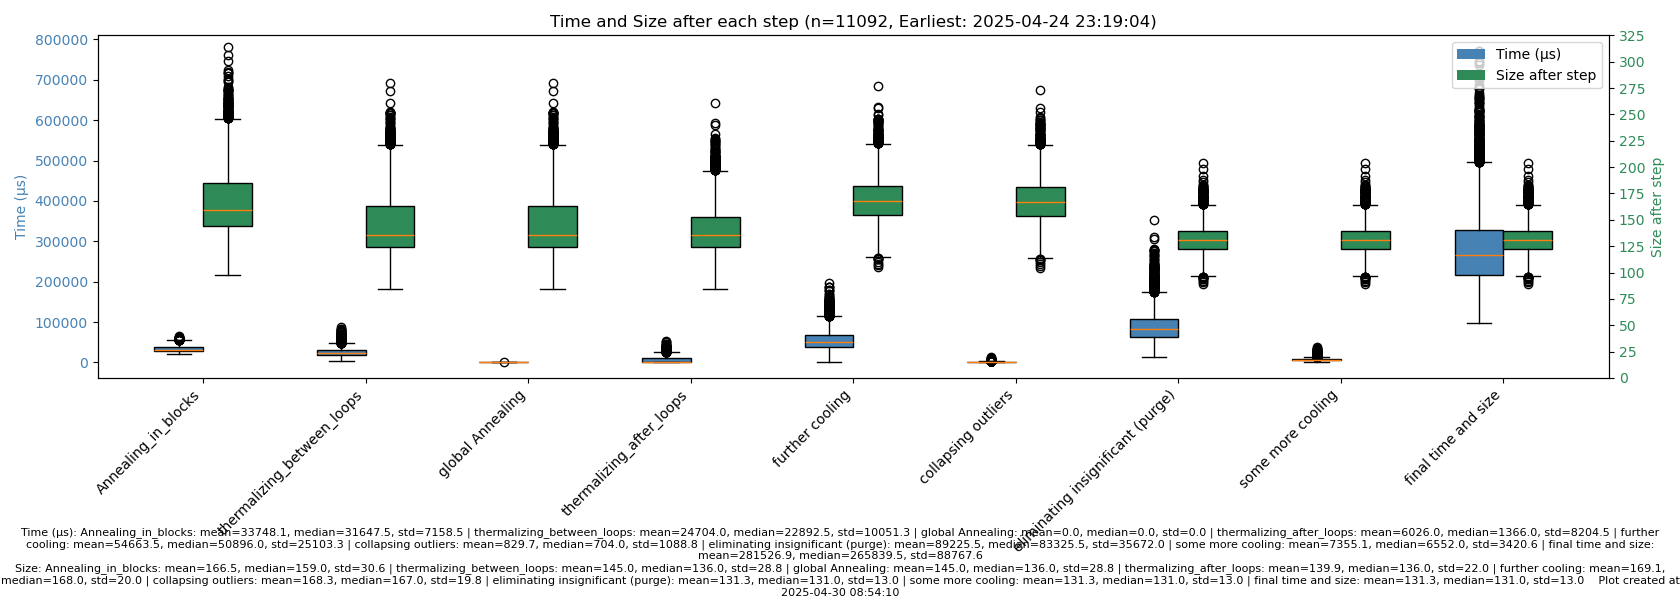 Time and Size after each step (n=11092, Earliest: 2025-04-24 23:19:04)
Time (μs)
800000
700000
600000
500000
400000
300000
200000
100000
0
Time (μs)
Size after step
325
300
275
250
225
200
175
150
125
100
75
50
25
0
Size after step
Annealing_in_blocks
thermalizing_between_loops
global Annealing
thermalizing_after_loops
further cooling
collapsing outliers
eliminating insignificant (purge)
some more cooling
final time and size
Time (μs): Annealing_in_blocks: mean=33748.1, median=31647.5, std=7158.5 | thermalizing_between_loops: mean=24704.0, median=22892.5, std=10051.3 | global Annealing: mean=0.0, median=0.0, std=0.0 | thermalizing_after_loops: mean=6026.0, median=1366.0, std=8204.5 | further
cooling: mean=54663.5, median=50896.0, std=25103.3 | collapsing outliers: mean=829.7, median=704.0, std=1088.8 | eliminating insignificant (purge): mean=89225.5, median=83325.5, std=35672.0 | some more cooling: mean=7355.1, median=6552.0, std=3420.6 | final time and size:
mean=281526.9, median=265839.5, std=88767.6
Size: Annealing_in_blocks: mean=166.5, median=159.0, std=30.6 | thermalizing_between_loops: mean=145.0, median=136.0, std=28.8 | global Annealing: mean=145.0, median=136.0, std=28.8 | thermalizing_after_loops: mean=139.9, median=136.0, std=22.0 | further cooling: mean=169.1,
median=168.0, std=20.0 | collapsing outliers: mean=168.3, median=167.0, std=19.8 | eliminating insignificant (purge): mean=131.3, median=131.0, std=13.0 | some more cooling: mean=131.3, median=131.0, std=13.0 | final time and size: mean=131.3, median=131.0, std=13.0    Plot created at
2025-04-30 08:54:10